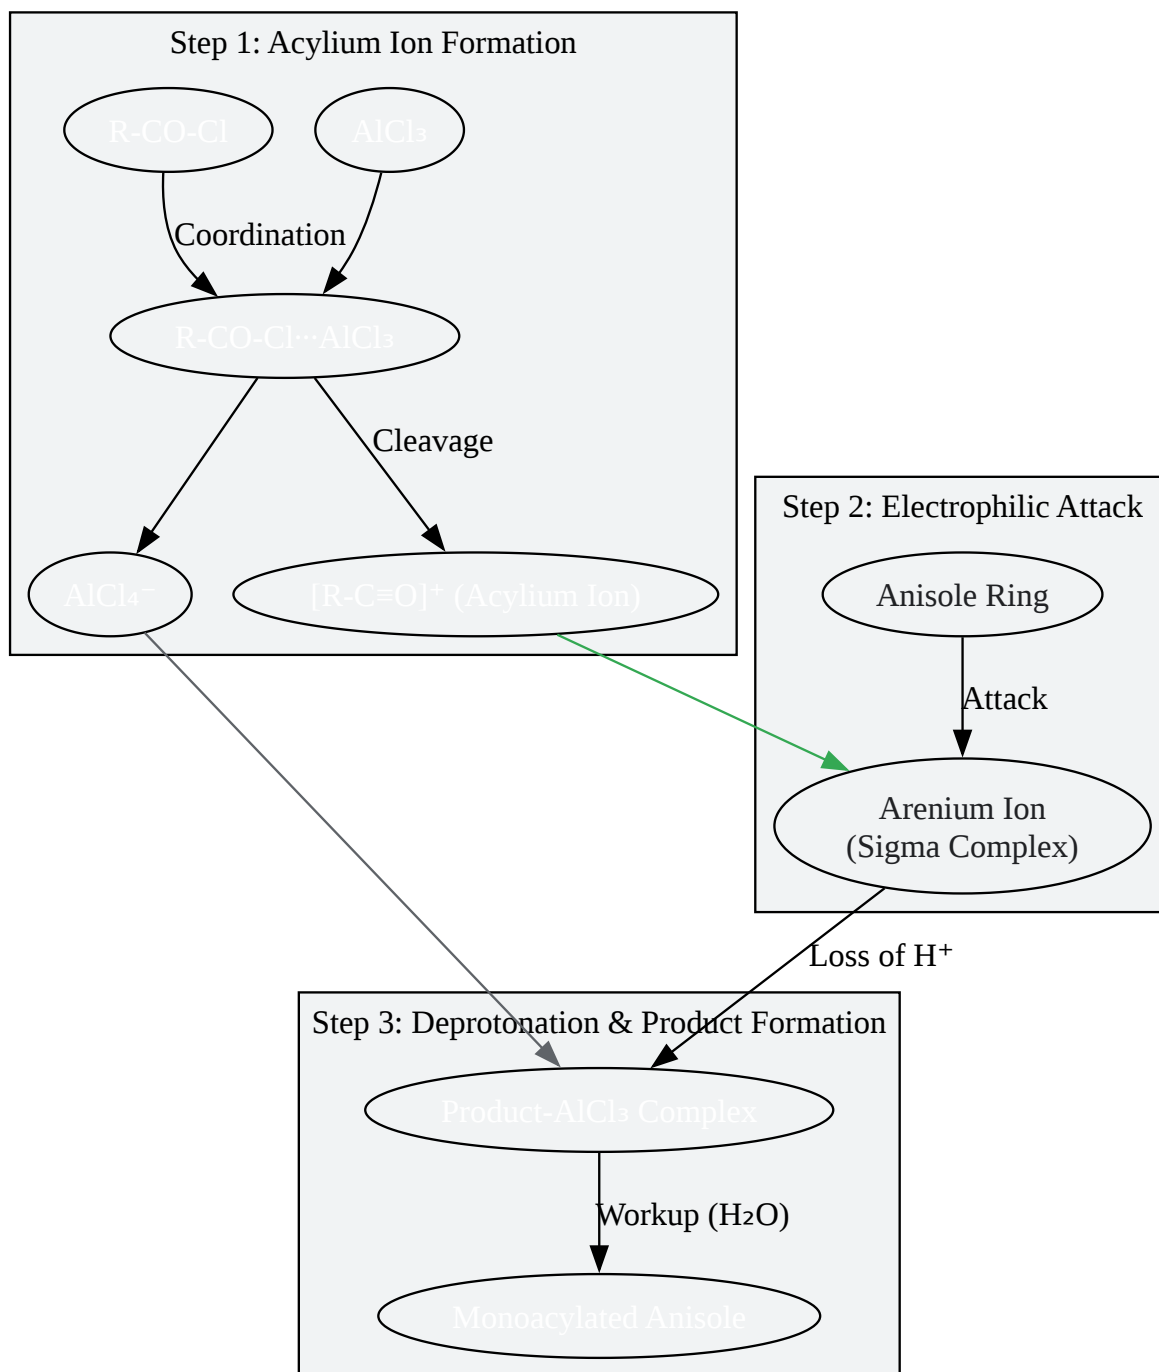 Step 1: Acylium Ion Formation
R-CO-Cl
AlCl₃
Coordination
R-CO-Cl···AlCl₃
Cleavage
AlCl₄⁻
[R-C≡O]⁺ (Acylium Ion)
Step 2: Electrophilic Attack
Anisole Ring
Attack
Arenium Ion
(Sigma Complex)
Loss of H⁺
Step 3: Deprotonation & Product Formation
Product-AlCl₃ Complex
Workup (H₂O)
Monoacylated Anisole